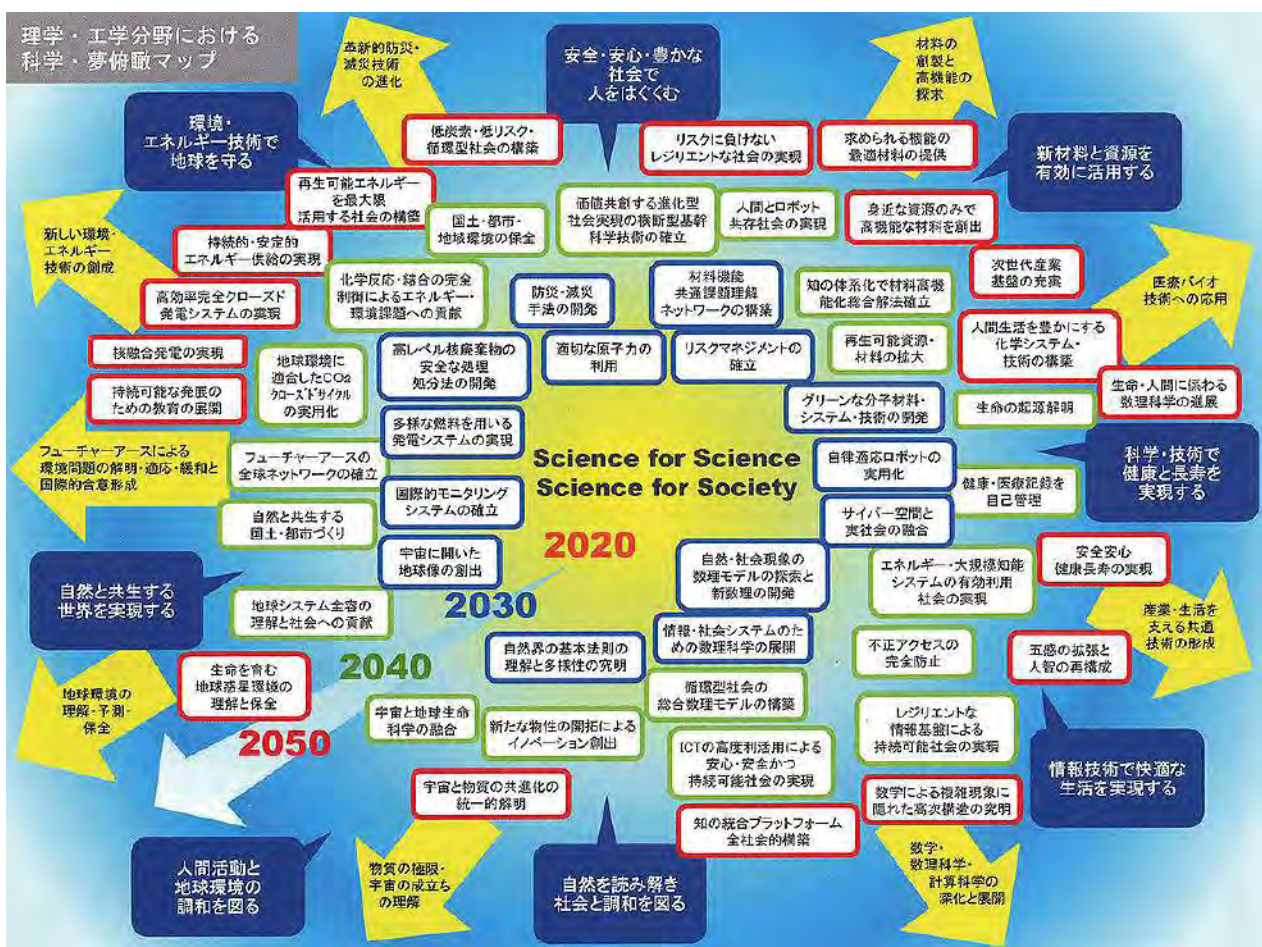 理学・工学分野における
科学・夢俯瞰マップ
革新的防災・
減災技術
の進化
安全・安心・豊かな
社会で
人をはぐくむ
材料の
創製と
高機能の
探求
環境・
エネルギー技術で
地球を守る
低炭素・低リスク・
循環型社会の構築
リスクに負けない
レジリエントな社会の実現
求められる機能の
最適材料の提供
新材料と資源を
有効に活用する
再生可能エネルギー
を最大限
活用する社会の構築
国土・都市・
地域環境の保全
価値共創する進化型
社会実現の横断型基幹
科学技術の確立
人間とロボット
共存社会の実現
身近な資源のみで
高機能な材料を創出
新しい環境・
エネルギー
技術の創成
持続的・安定的
エネルギー供給の実現
化学反応・結合の完全
制御によるエネルギー・
環境課題への貢献
防災・減災
手法の開発
材料機能
共通課題理解
ネットワークの構築
知の体系化で材料高機
能化総合解法確立
次世代産業
基盤の充実
医療バイオ
技術への応用
高効率完全クローズド
発電システムの実現
核融合発電の実現
地球環境に
適合したCO₂
クローズドサイクル
の実用化
高レベル核廃棄物の
安全な処理
処分法の開発
適切な原子力の
利用
リスクマネジメントの
確立
再生可能資源・
材料の拡大
人間生活を豊かにする
化学システム・
技術の構築
持続可能な発展の
ための教育の展開
多様な燃料を用いる
発電システムの実現
グリーンな分子材料・
システム・技術の開発
生命の起源解明
生命・人間に係わる
数理科学の進展
フューチャーアースによる
環境問題の解明・適応・緩和と
国際的合意形成
フューチャーアースの
全球ネットワークの確立
国際的モニタリング
システムの確立
Science for Science
Science for Society
自律適応ロボットの
実用化
健康・医療記録を
自己管理
科学・技術で
健康と長寿を
実現する
自然と共生する
国土・都市づくり
宇宙に開いた
地球像の創出
サイバー空間と
実社会の融合
2020
2030
2040
2050
自然・社会現象の
数理モデルの探索と
新数理の開発
エネルギー・大規模知能
システムの有効利用
社会の実現
安全安心
健康長寿の実現
自然と共生する
世界を実現する
地球システム全容の
理解と社会への貢献
自然界の基本法則の
理解と多様性の究明
情報・社会システムのた
めの数理科学の展開
不正アクセスの
完全防止
五感の拡張と
人智の再構成
産業・生活を
支える共通
技術の形成
地球環境の
理解・予測・
保全
生命を育む
地球惑星環境の
理解と保全
宇宙と地球生命
科学の融合
新たな物性の開拓による
イノベーション創出
循環型社会の
総合数理モデルの構築
レジリエントな
情報基盤による
持続可能社会の実現
ICTの高度利活用による
安心・安全かつ
持続可能社会の実現
情報技術で快適な
生活を実現する
宇宙と物質の共進化の
統一的解明
知の統合プラットフォーム
全社会的構築
数学による複雑現象に
隠れた高次構造の究明
人間活動と
地球環境の
調和を図る
物質の極限・
宇宙の成立ち
の理解
自然を読み解き
社会と調和を図る
数学・
数理科学・
計算科学の
深化と展開